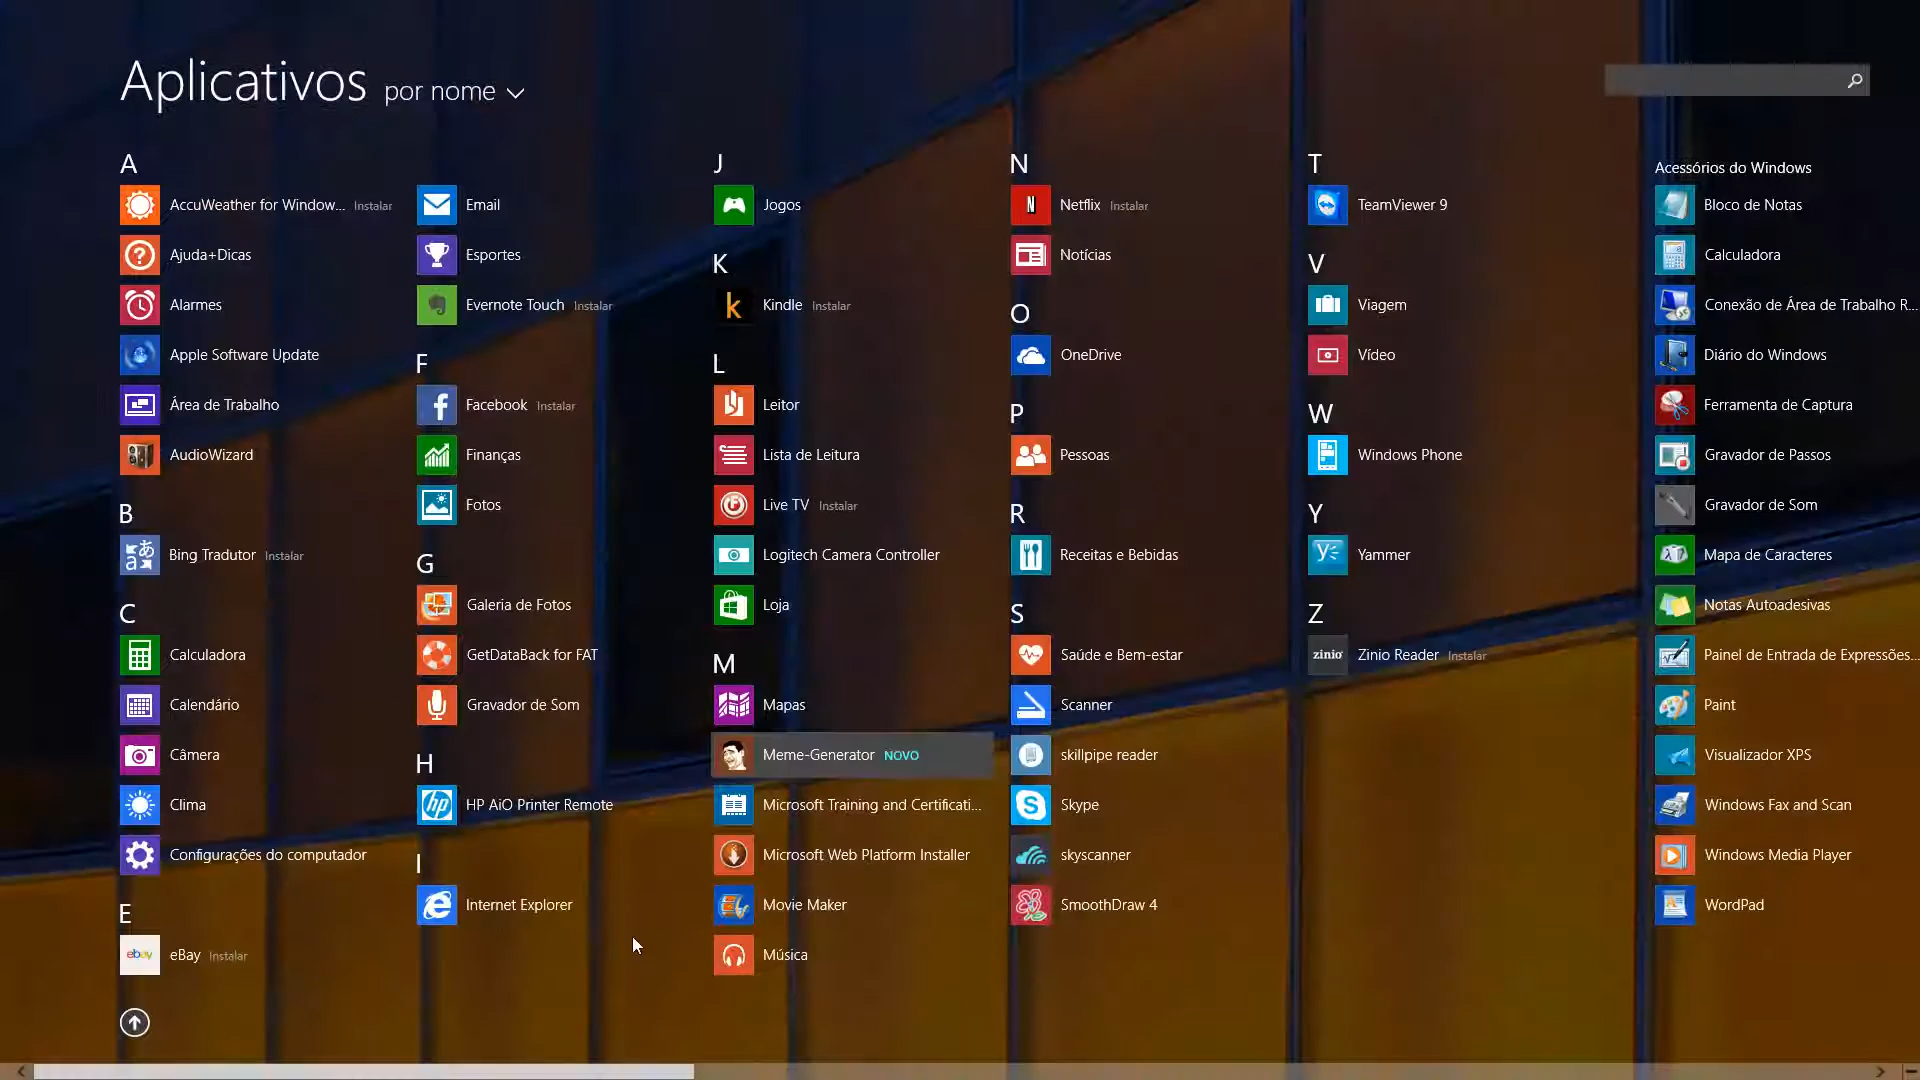 Aplicativos por nome
A
AccuWeather for Window... Instalar
Ajuda+Dicas
Alarmes
Apple Software Update
Área de Trabalho
AudioWizard
B
Bing Tradutor Instalar
C
Calculadora
Calendário
Câmera
Clima
Configurações do computador
E
ebay
eBay Instalar
Email
Esportes
Evernote Touch Instalar
F
Facebook Instalar
Finanças
Fotos
G
Galeria de Fotos
GetDataBack for FAT
Gravador de Som
H
hp
HP AiO Printer Remote
I
Internet Explorer
J
Jogos
K
Kindle Instalar
L
Leitor
Lista de Leitura
Live TV Instalar
Logitech Camera Controller
Loja
M
Mapas
Meme-Generator NOVO
Microsoft Training and Certificati...
Microsoft Web Platform Installer
Movie Maker
Música
N
Netflix Instalar
Notícias
O
OneDrive
P
Pessoas
R
Receitas e Bebidas
S
Saúde e Bem-estar
Scanner
skillpipe reader
Skype
skyscanner
SmoothDraw 4
T
TeamViewer 9
V
Viagem
Vídeo
W
Windows Phone
Y
Yammer
Z
zinio
Zinio Reader Instalar
Acessórios do Windows
Bloco de Notas
Calculadora
Conexão de Área de Trabalho R...
Diário do Windows
Ferramenta de Captura
Gravador de Passos
Gravador de Som
Mapa de Caracteres
Notas Autoadesivas
Painel de Entrada de Expressões...
Paint
Visualizador XPS
Windows Fax and Scan
Windows Media Player
WordPad